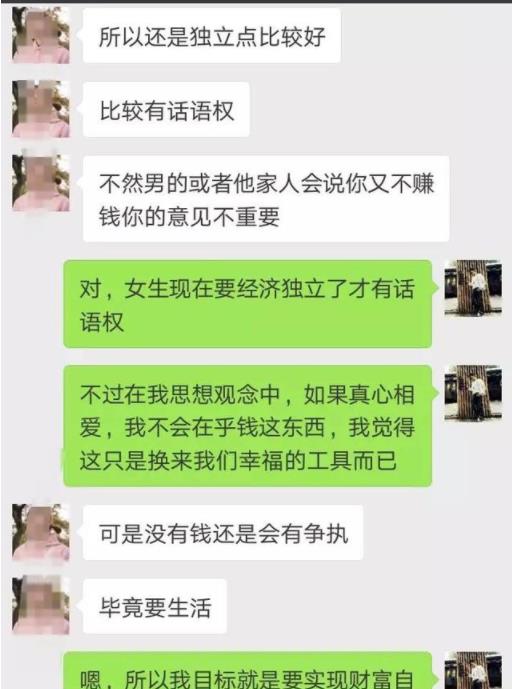 所以还是独立点比较好
比较有话语权
不然男的或者他家人会说你又不赚
钱你的意见不重要
对，女生现在要经济独立了才有话
语权
不过在我思想观念中，如果真心相
爱，我不会在乎钱这东西，我觉得
这只是换来我们幸福的工具而已
可是没有钱还是会有争执
毕竟要生活
嗯，所以我目标就是要实现财富自